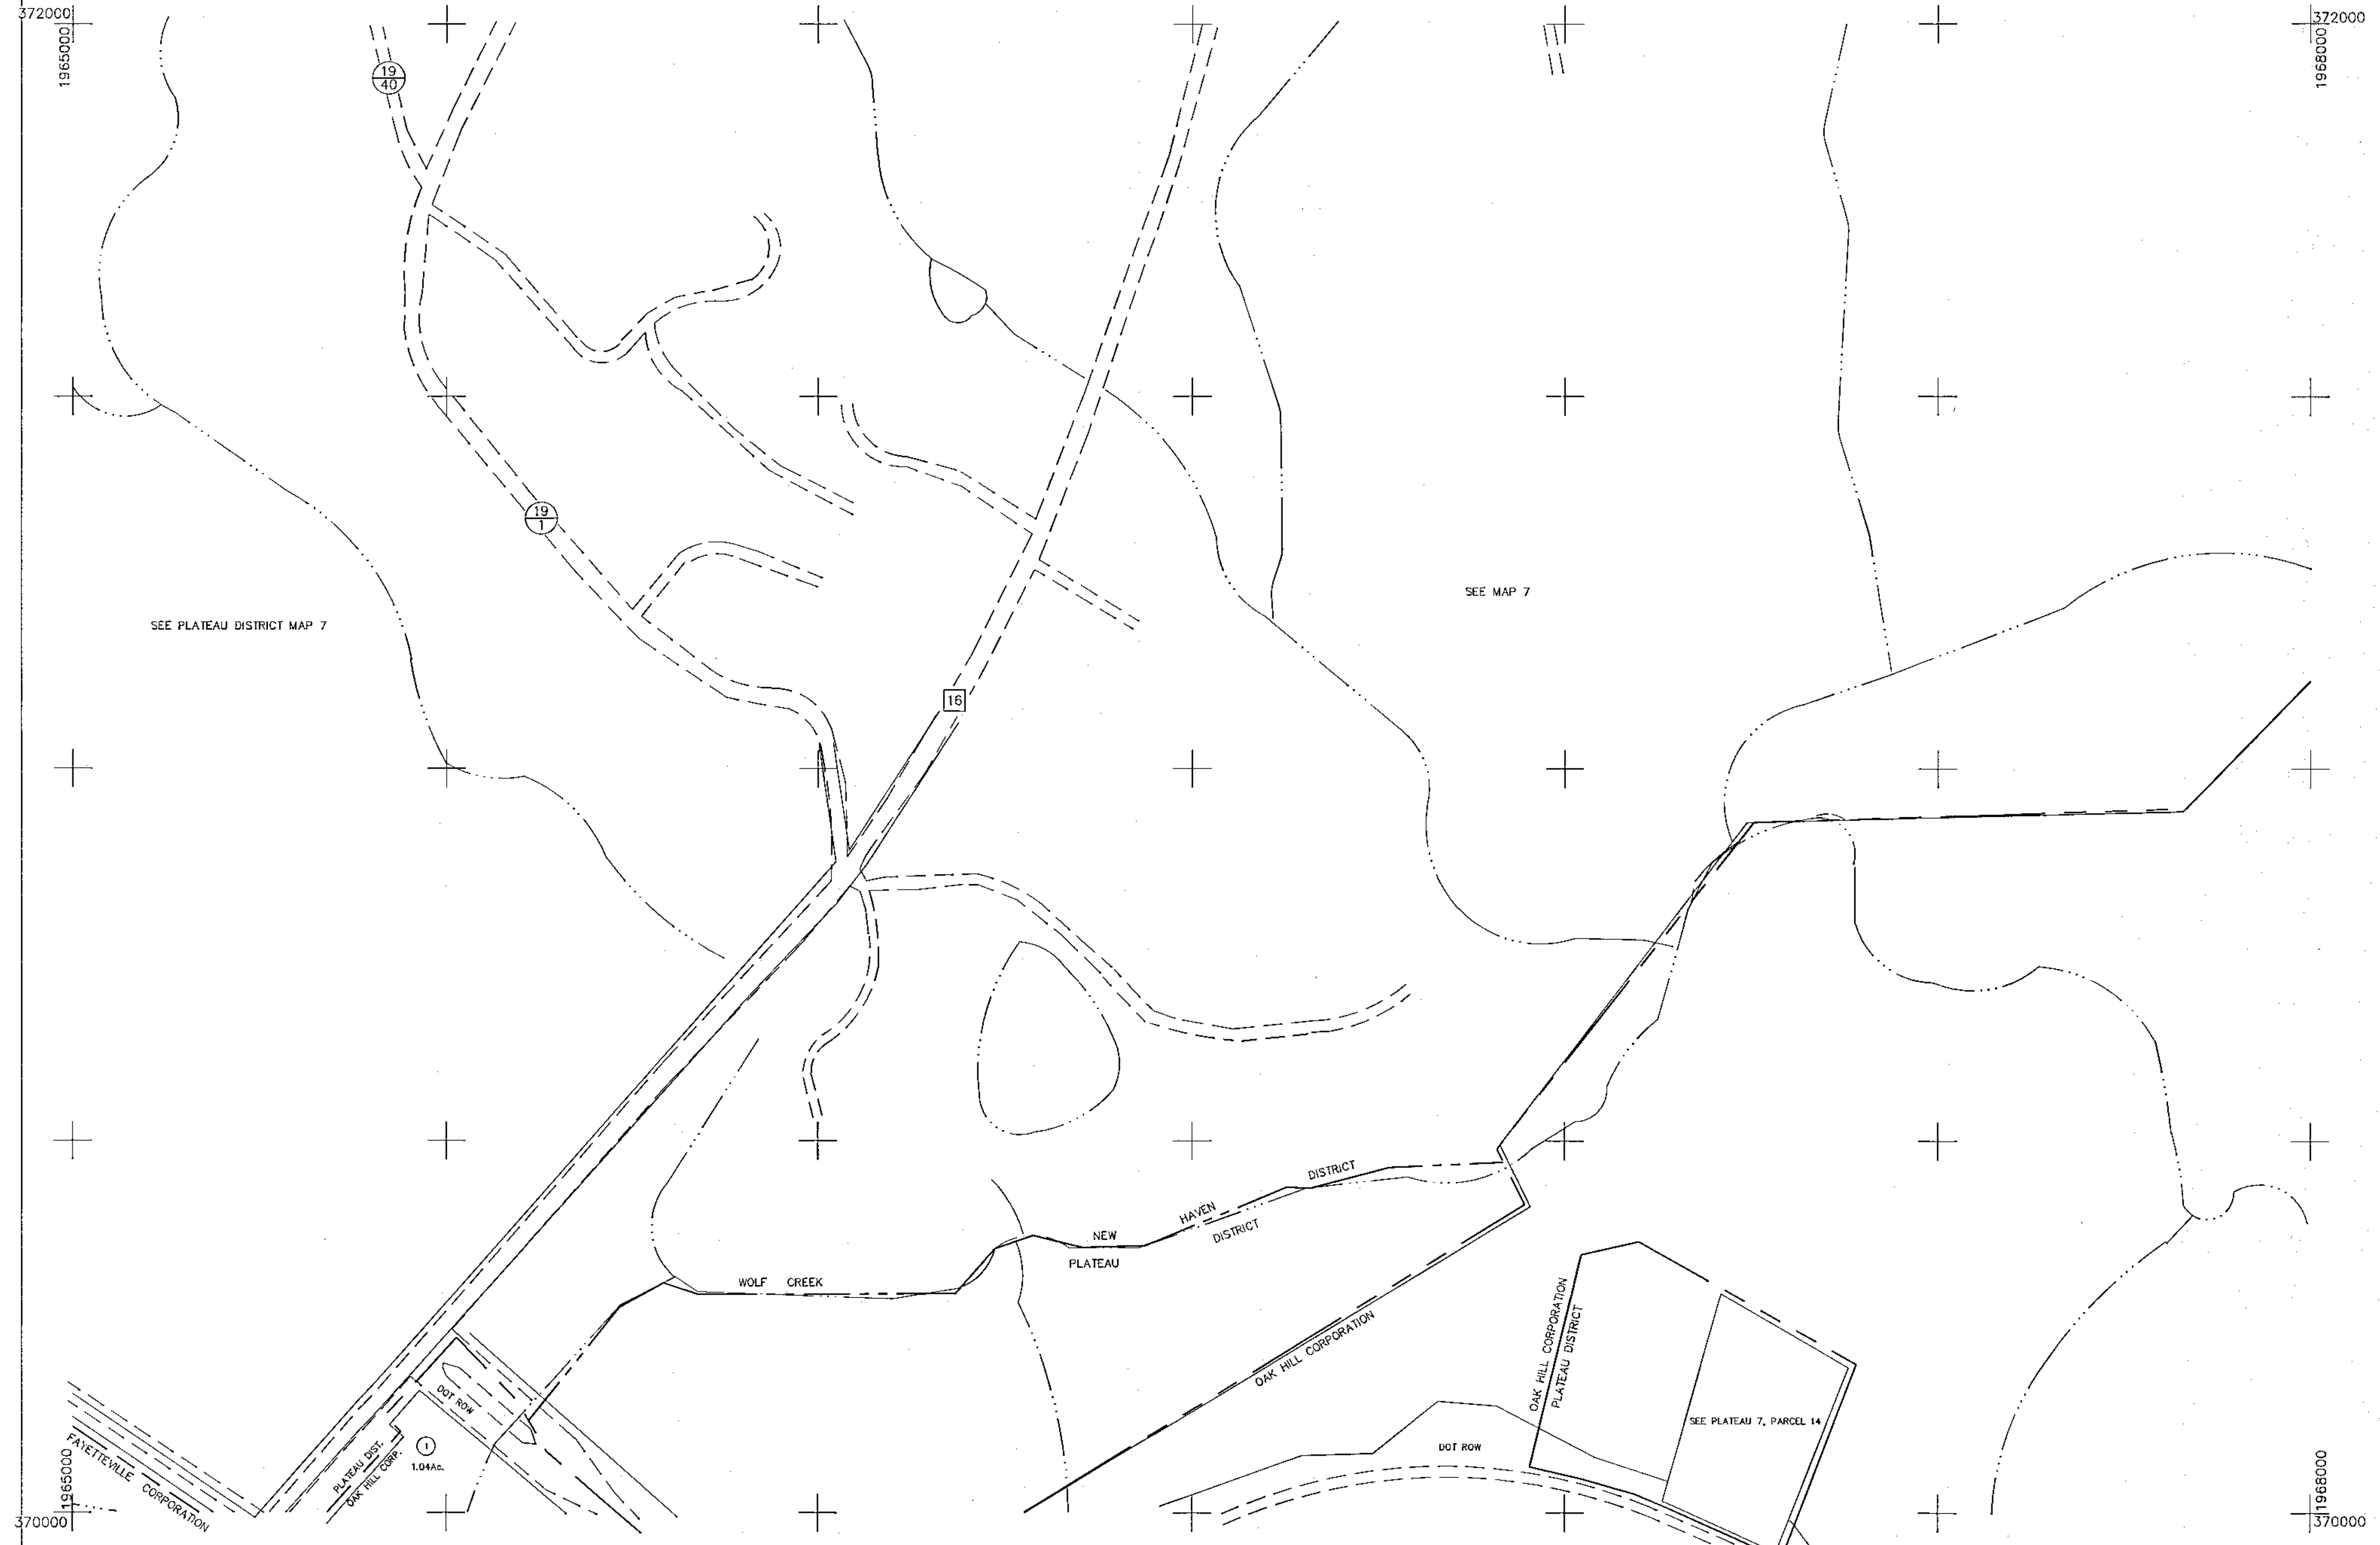 372000
372000
1965000
1968000
19
40
19
1
SEE MAP 7
SEE PLATEAU DISTRICT MAP 7
16
DISTRICT
HAVEN
DISTRICT
NEW
PLATEAU
WOLF CREEK
OAK HILL CORPORATION
OAK HILL CORPORATION
PLATEAU DISTRICT
DOT ROW
SEE PLATEAU 7, PARCEL 14
DOT ROW
PLATEAU DIST.
OAK HILL CORP.
1
1.04Ac.
FAYETTEVILLE CORPORATION
1965000
1968000
370000
370000